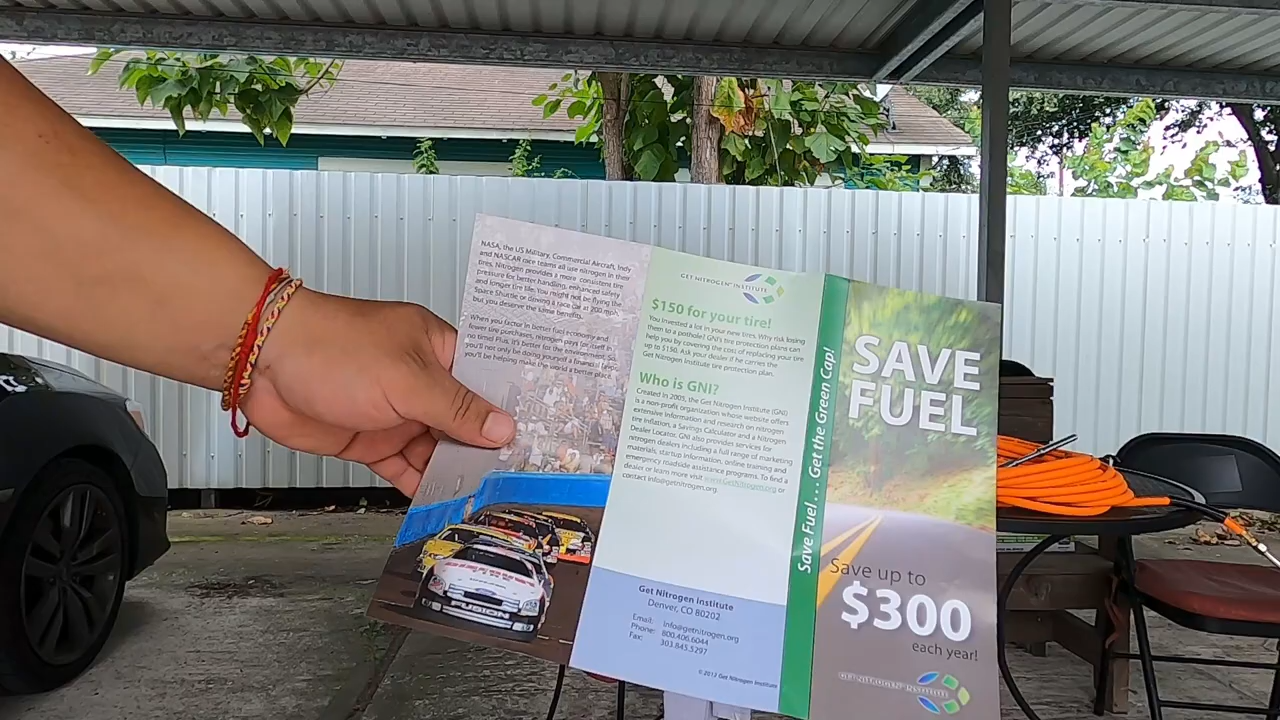 NASA, the US Military, Commercial Aircraft, Indy
and NASCAR race teams all use nitrogen in their
tires. Nitrogen provides a more consistent tire
pressure for better handling, enhanced safety
and longer tire life. You might not be flying the
Space Shuttle or driving a race car at 200 mph,
but you deserve the same benefits.
When you factor in better fuel economy and
fewer tire purchases, nitrogen pays for itself in
no time! Plus, it's better for the environment. So,
you'll not only be doing yourself a financial favor,
you'll be helping make the world a better place.
FUSION
GET NITROGEN INSTITUTE
$150 for your tire!
You invested a lot in your new tires. Why risk losing
them to a pothole? GNI's tire protection plans can
help you by covering the cost of replacing your tire
up to $150. Ask your dealer if he carries the
Get Nitrogen Institute tire protection plan.
Who is GNI?
Created in 2005, the Get Nitrogen Institute (GNI)
is a non-profit organization whose website offers
extensive information and research on nitrogen
tire inflation, a Savings Calculator and a Nitrogen
Dealer Locator. GNI also provides services for
nitrogen dealers including a full range of marketing
materials, startup information, online training and
emergency roadside assistance programs. To find a
dealer or learn more visit www.GetNitrogen.org or
contact info@getnitrogen.org.
Get Nitrogen Institute
Denver, CO 80202
Email: info@getnitrogen.org
Phone: 800.406.6044
Fax: 303.845.5297
© 2013 Get Nitrogen Institute
Save Fuel... Get the Green Cap!
SAVE
FUEL
Save up to
$300
each year!
GET NITROGEN INSTITUTE